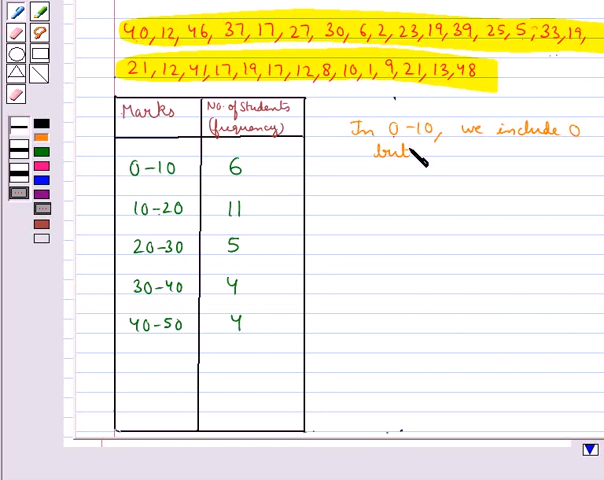 40, 12, 46, 37, 17, 27, 30, 6, 2, 23, 19, 39, 25, 5, 33, 19,
21, 12, 41, 17, 19, 17, 12, 8, 10, 1, 9, 21, 13, 48
Marks No. of Students (frequency)
0-10 6
10-20 11
20-30 5
30-40 4
40-50 4
In 0-10, we include 0
but